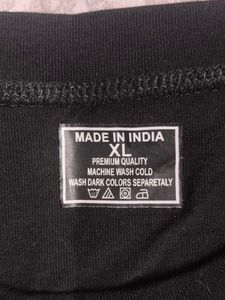 MADE IN INDIA
XL
PREMIUM QUALITY
MACHINE WASH COLD
WASH DARK COLORS SEPARETALY